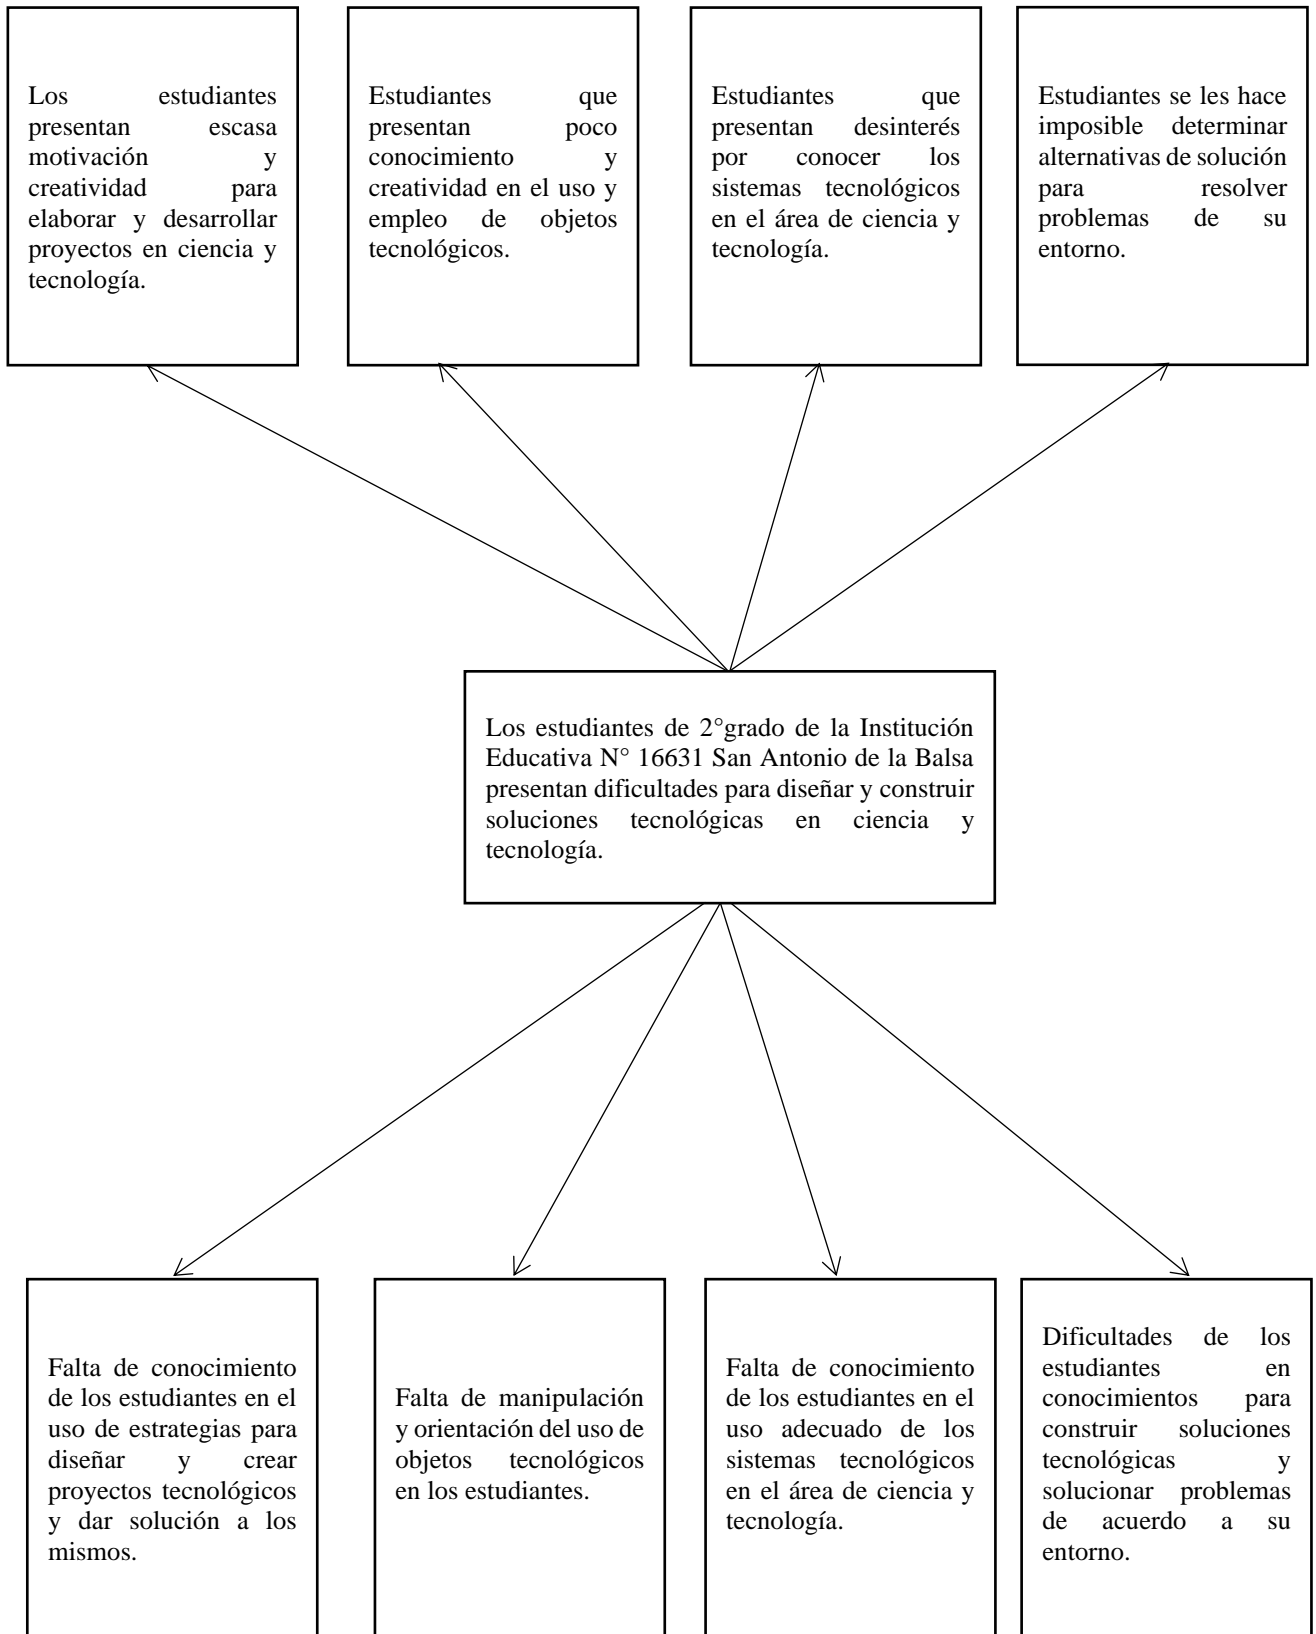 Los estudiantes
presentan escasa
motivación y
creatividad para
elaborar y desarrollar
proyectos en ciencia y
tecnología.
Estudiantes que
presentan poco
conocimiento y
creatividad en el uso y
empleo de objetos
tecnológicos.
Estudiantes que
presentan desinterés
por conocer los
sistemas tecnológicos
en el área de ciencia y
tecnología.
Estudiantes se les hace
imposible determinar
alternativas de solución
para resolver
problemas de su
entorno.
Los estudiantes de 2°grado de la Institución
Educativa N° 16631 San Antonio de la Balsa
presentan dificultades para diseñar y construir
soluciones tecnológicas en ciencia y
tecnología.
Falta de conocimiento
de los estudiantes en el
uso de estrategias para
diseñar y crear
proyectos tecnológicos
y dar solución a los
mismos.
Falta de manipulación
y orientación del uso de
objetos tecnológicos
en los estudiantes.
Falta de conocimiento
de los estudiantes en el
uso adecuado de los
sistemas tecnológicos
en el área de ciencia y
tecnología.
Dificultades de los
estudiantes en
conocimientos para
construir soluciones
tecnológicas y
solucionar problemas
de acuerdo a su
entorno.